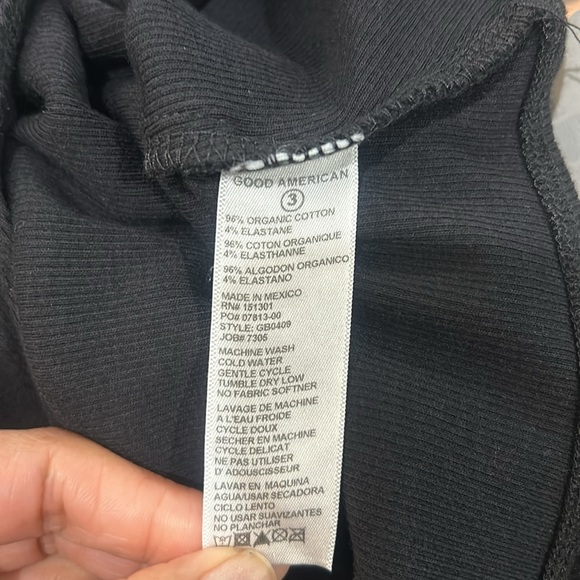 GOOD AMERICAN
3
96% ORGANIC COTTON
4% ELASTANE
96% COTON ORGANIQUE
4% ELASTHANNE
96% ALGODON ORGANICO
4% ELASTANO
MADE IN MEXICO
RN# 151301
PO# 07813-00
STYLE: GB0409
JOB# 7305
MACHINE WASH
COLD WATER
GENTLE CYCLE
TUMBLE DRY LOW
NO FABRIC SOFTNER
LAVAGE DE MACHINE
A L'EAU FROIDE
CYCLE DOUX
SECHER EN MACHINE
CYCLE DELICAT
NE PAS UTILISER
D' ADOUSCISSEUR
LAVAR EN MAQUINA
AGUA/USAR SECADORA
CICLO LENTO
NO USAR SUAVIZANTES
NO PLANCHAR